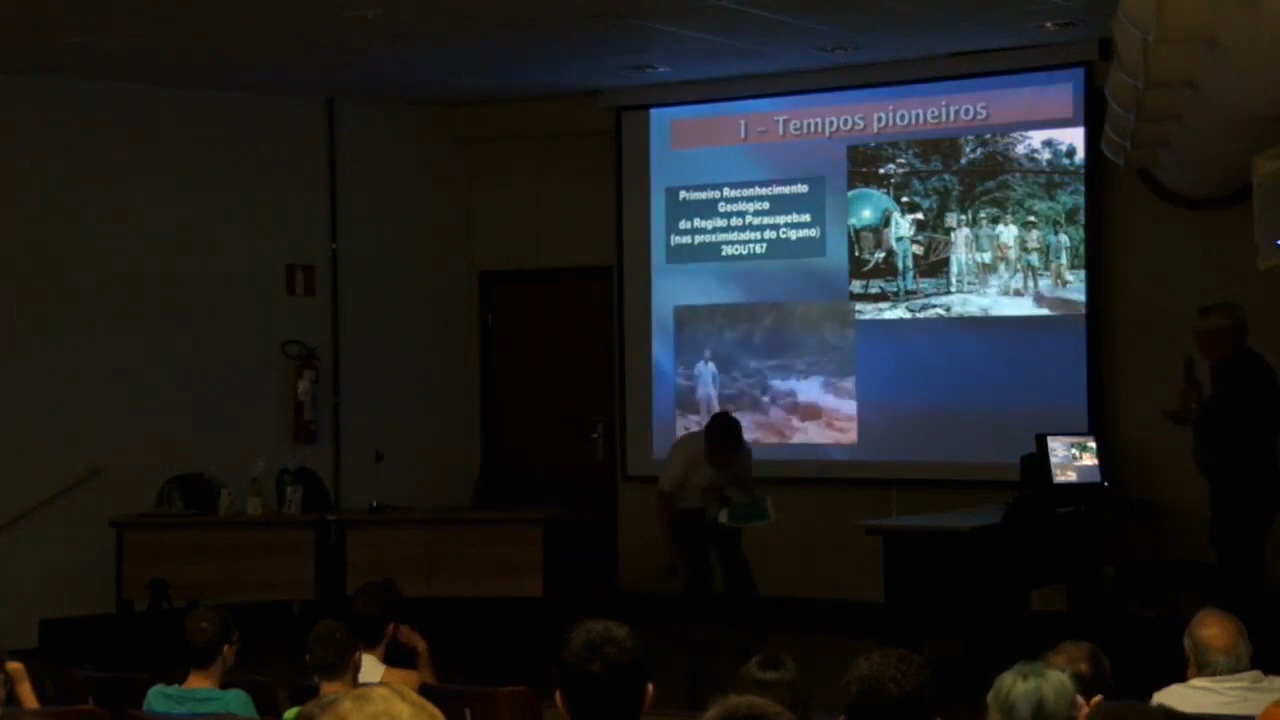 1 - Tempos pioneiros
Primeiro Reconhecimento
Geológico
da Região do Parauapebas
(nas proximidades do Cigano)
26OUT67